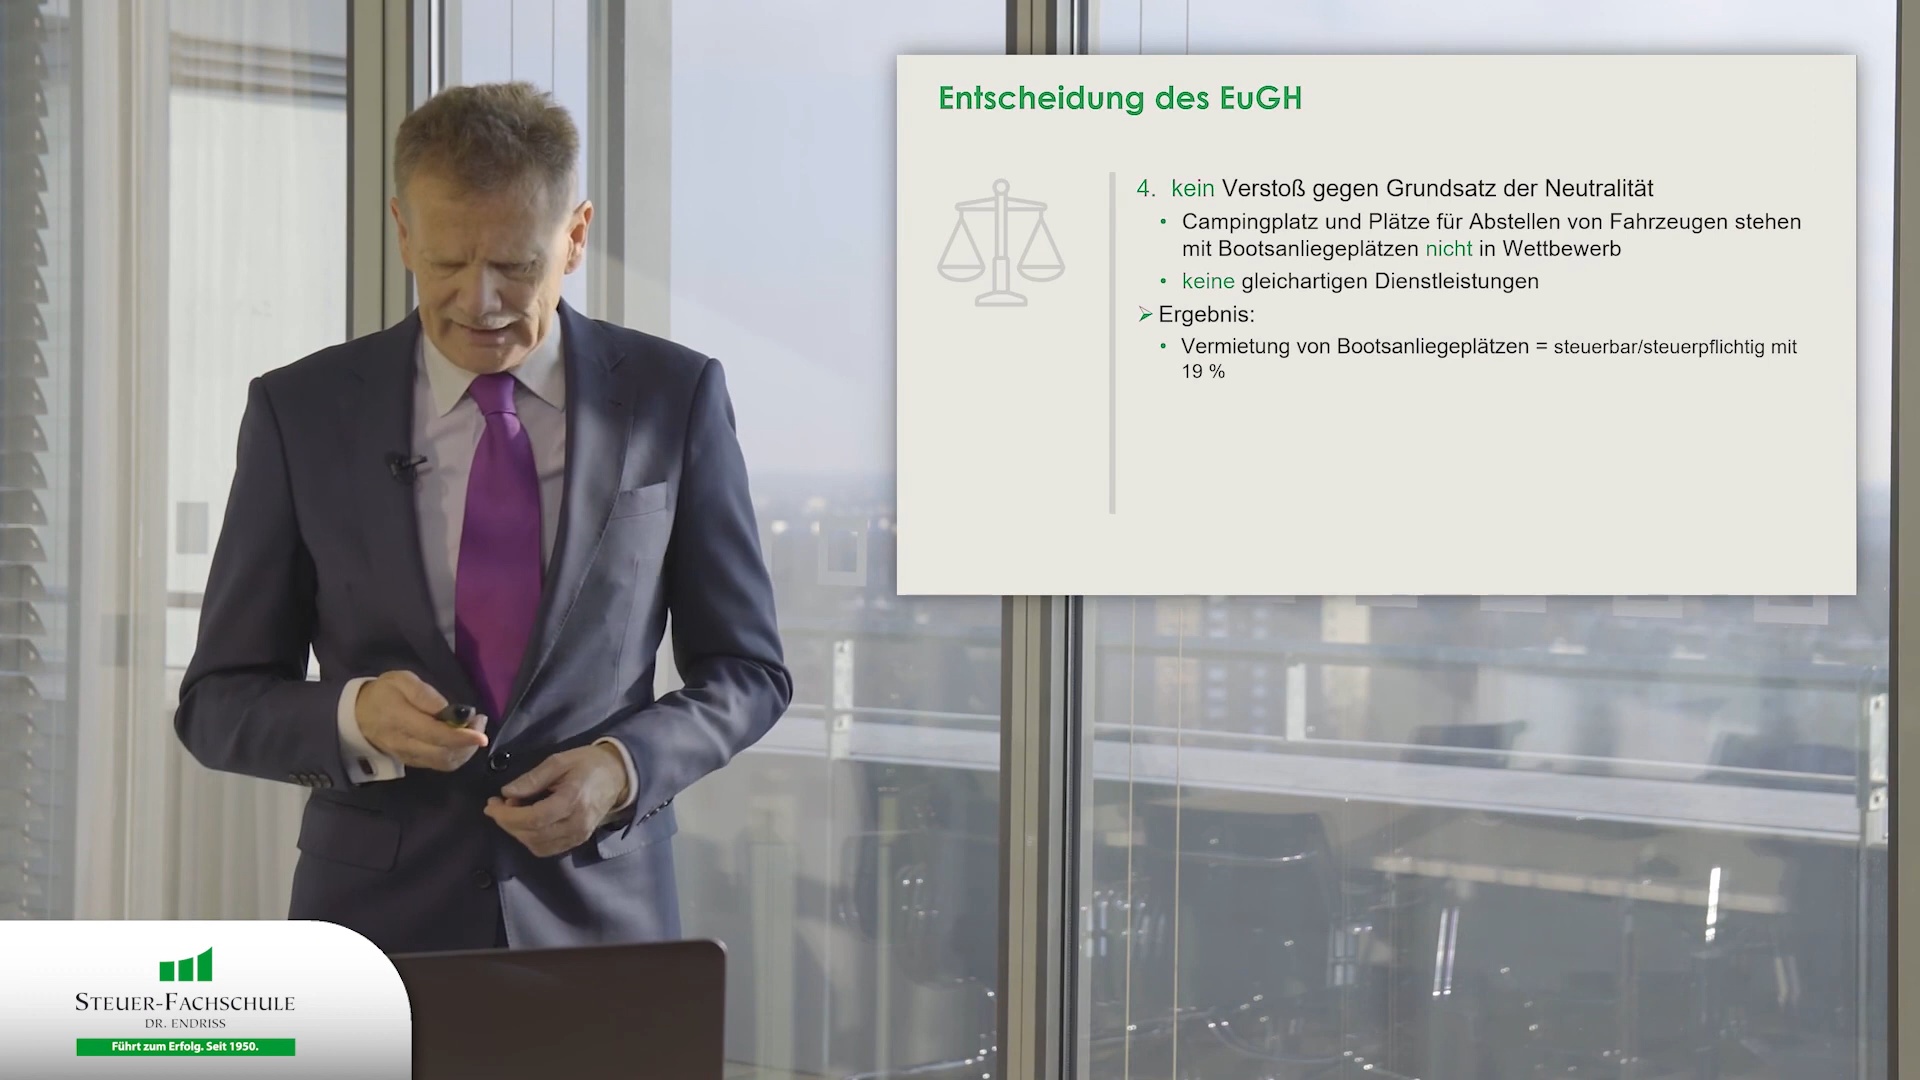 Entscheidung des EuGH
4. kein Verstoß gegen Grundsatz der Neutralität
• Campingplatz und Plätze für Abstellen von Fahrzeugen stehen
mit Bootsanliegeplätzen nicht in Wettbewerb
• keine gleichartigen Dienstleistungen
➢ Ergebnis:
• Vermietung von Bootsanliegeplätzen = steuerbar/steuerpflichtig mit
19 %
STEUER-FACHSCHULE
DR. ENDRISS
Führt zum Erfolg. Seit 1950.